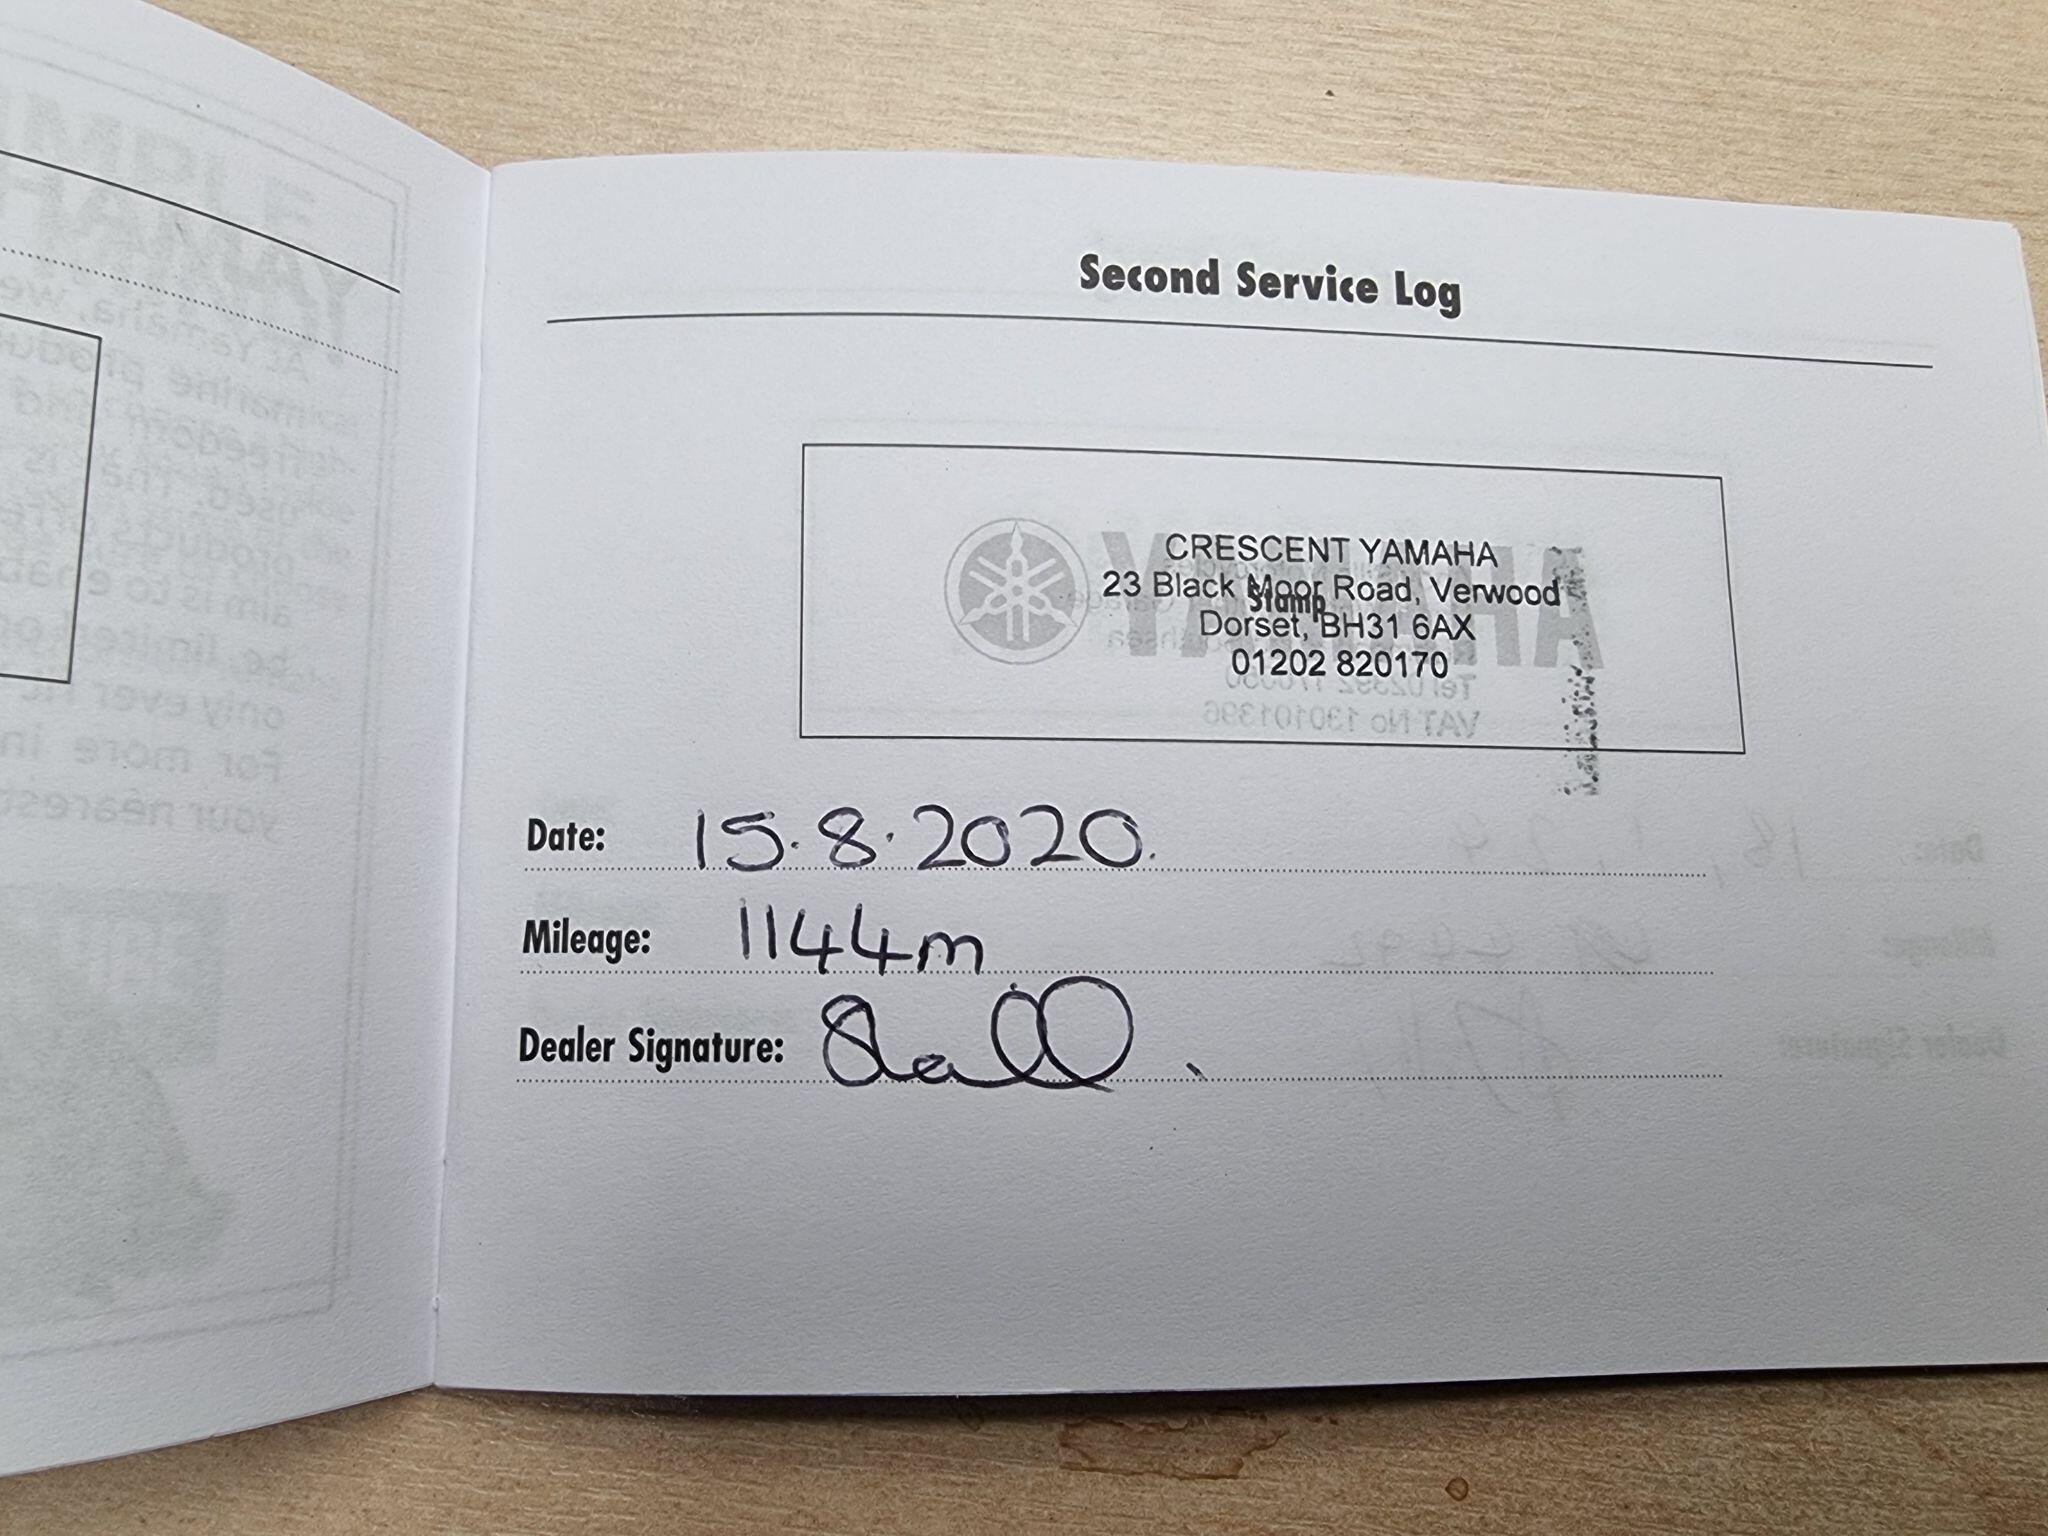 Second Service Log
CRESCENT YAMAHA
23 Black Moor Road, Verwood
Stamp
Dorset, BH31 6AX
01202 820170
Date: 15.8.2020.
Mileage: 1144m
Dealer Signature: